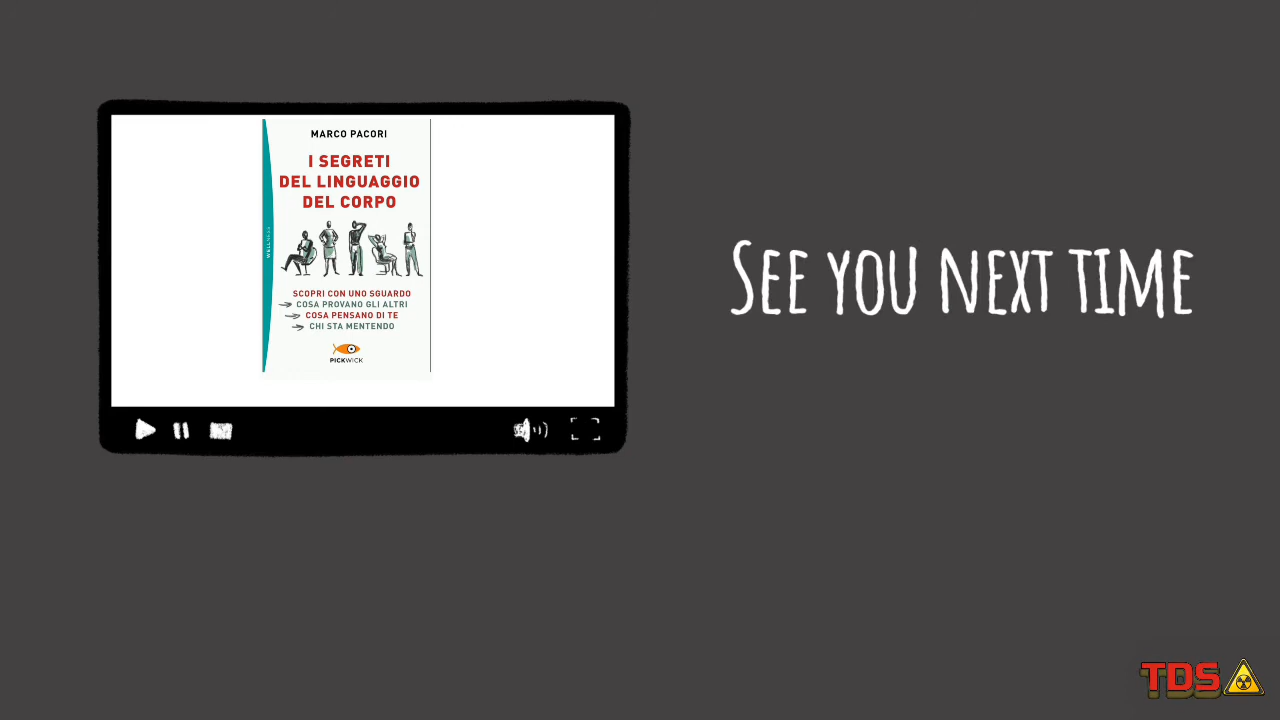 MARCO PACORI
I SEGRETI
DEL LINGUAGGIO
DEL CORPO
WELLNESS
SCOPRI CON UNO SGUARDO
COSA PROVANO GLI ALTRI
COSA PENSANO DI TE
CHI STA MENTENDO
PICKWICK
SEE YOU NEXT TIME
TDS